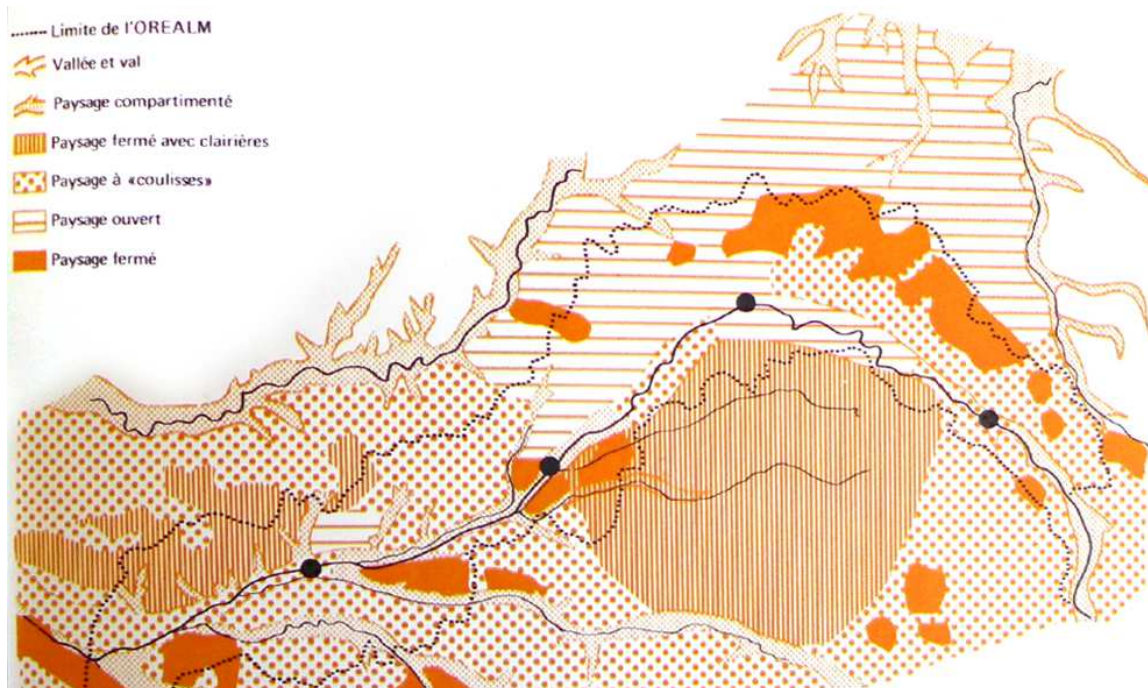 Limite de l'OREALM
Vallée et val
Paysage compartimenté
Paysage fermé avec clairières
Paysage à «coulisses»
Paysage ouvert
Paysage fermé